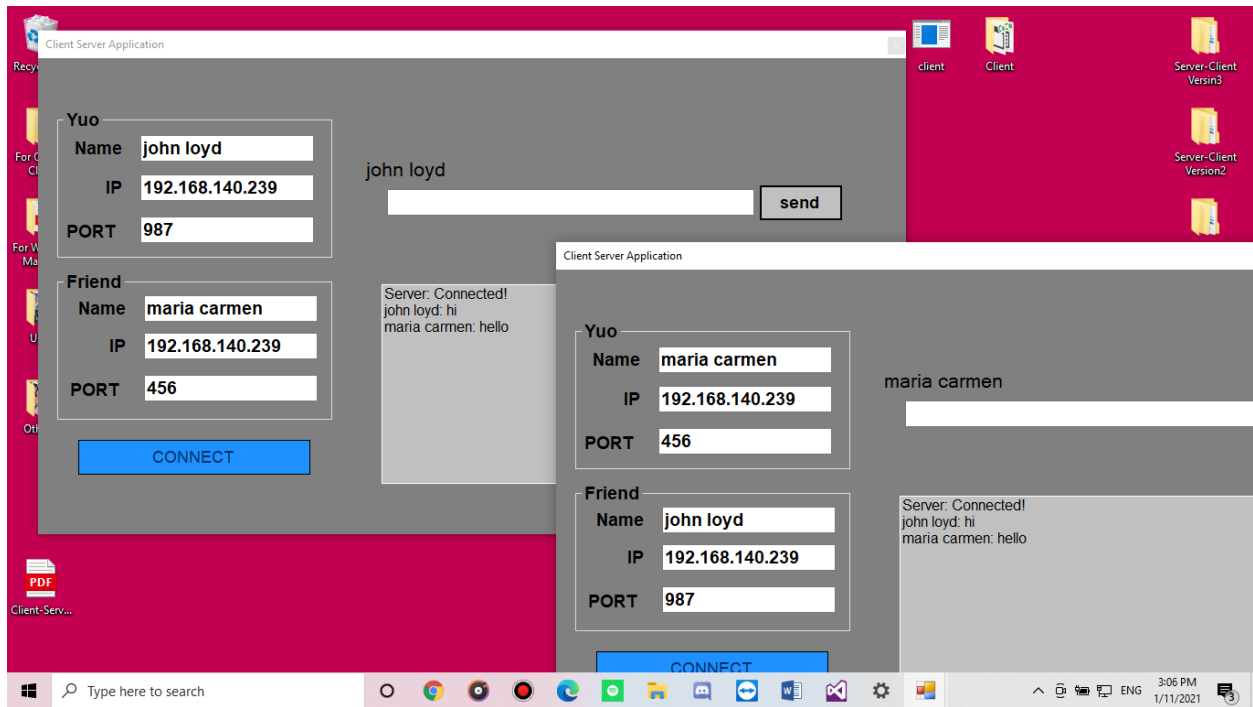 Client Server Application
client
Client
Server-Client
Versin3
Server-Client
Version2
Yuo
Name john loyd
IP 192.168.140.239
PORT 987
Friend
Name maria carmen
IP 192.168.140.239
PORT 456
CONNECT
john loyd
send
Server: Connected!
john loyd: hi
maria carmen: hello
Client Server Application
Yuo
Name maria carmen
IP 192.168.140.239
PORT 456
Friend
Name john loyd
IP 192.168.140.239
PORT 987
CONNECT
maria carmen
Server: Connected!
john loyd: hi
maria carmen: hello
PDF
Client-Serv...
Type here to search
ENG
3:06 PM
1/11/2021
3